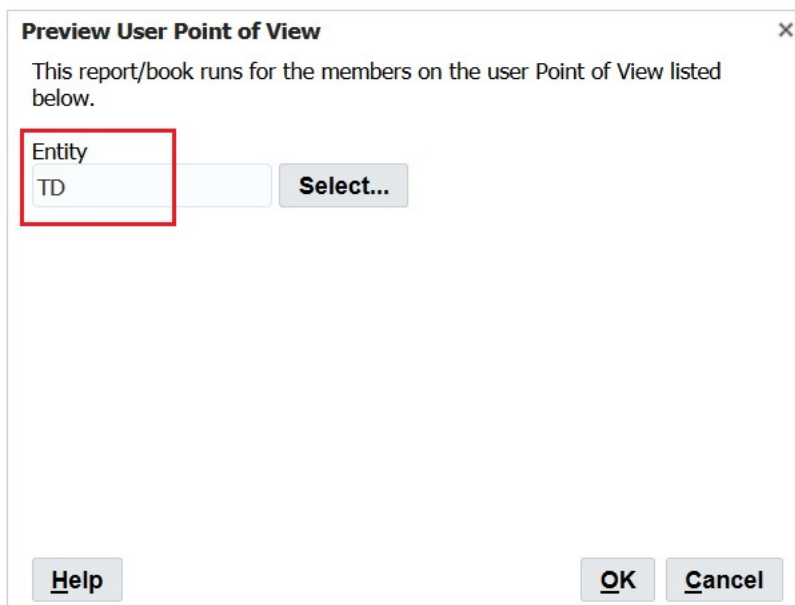 Preview User Point of View ×
This report/book runs for the members on the user Point of View listed
below.
Entity
TD Select...
Help OK Cancel